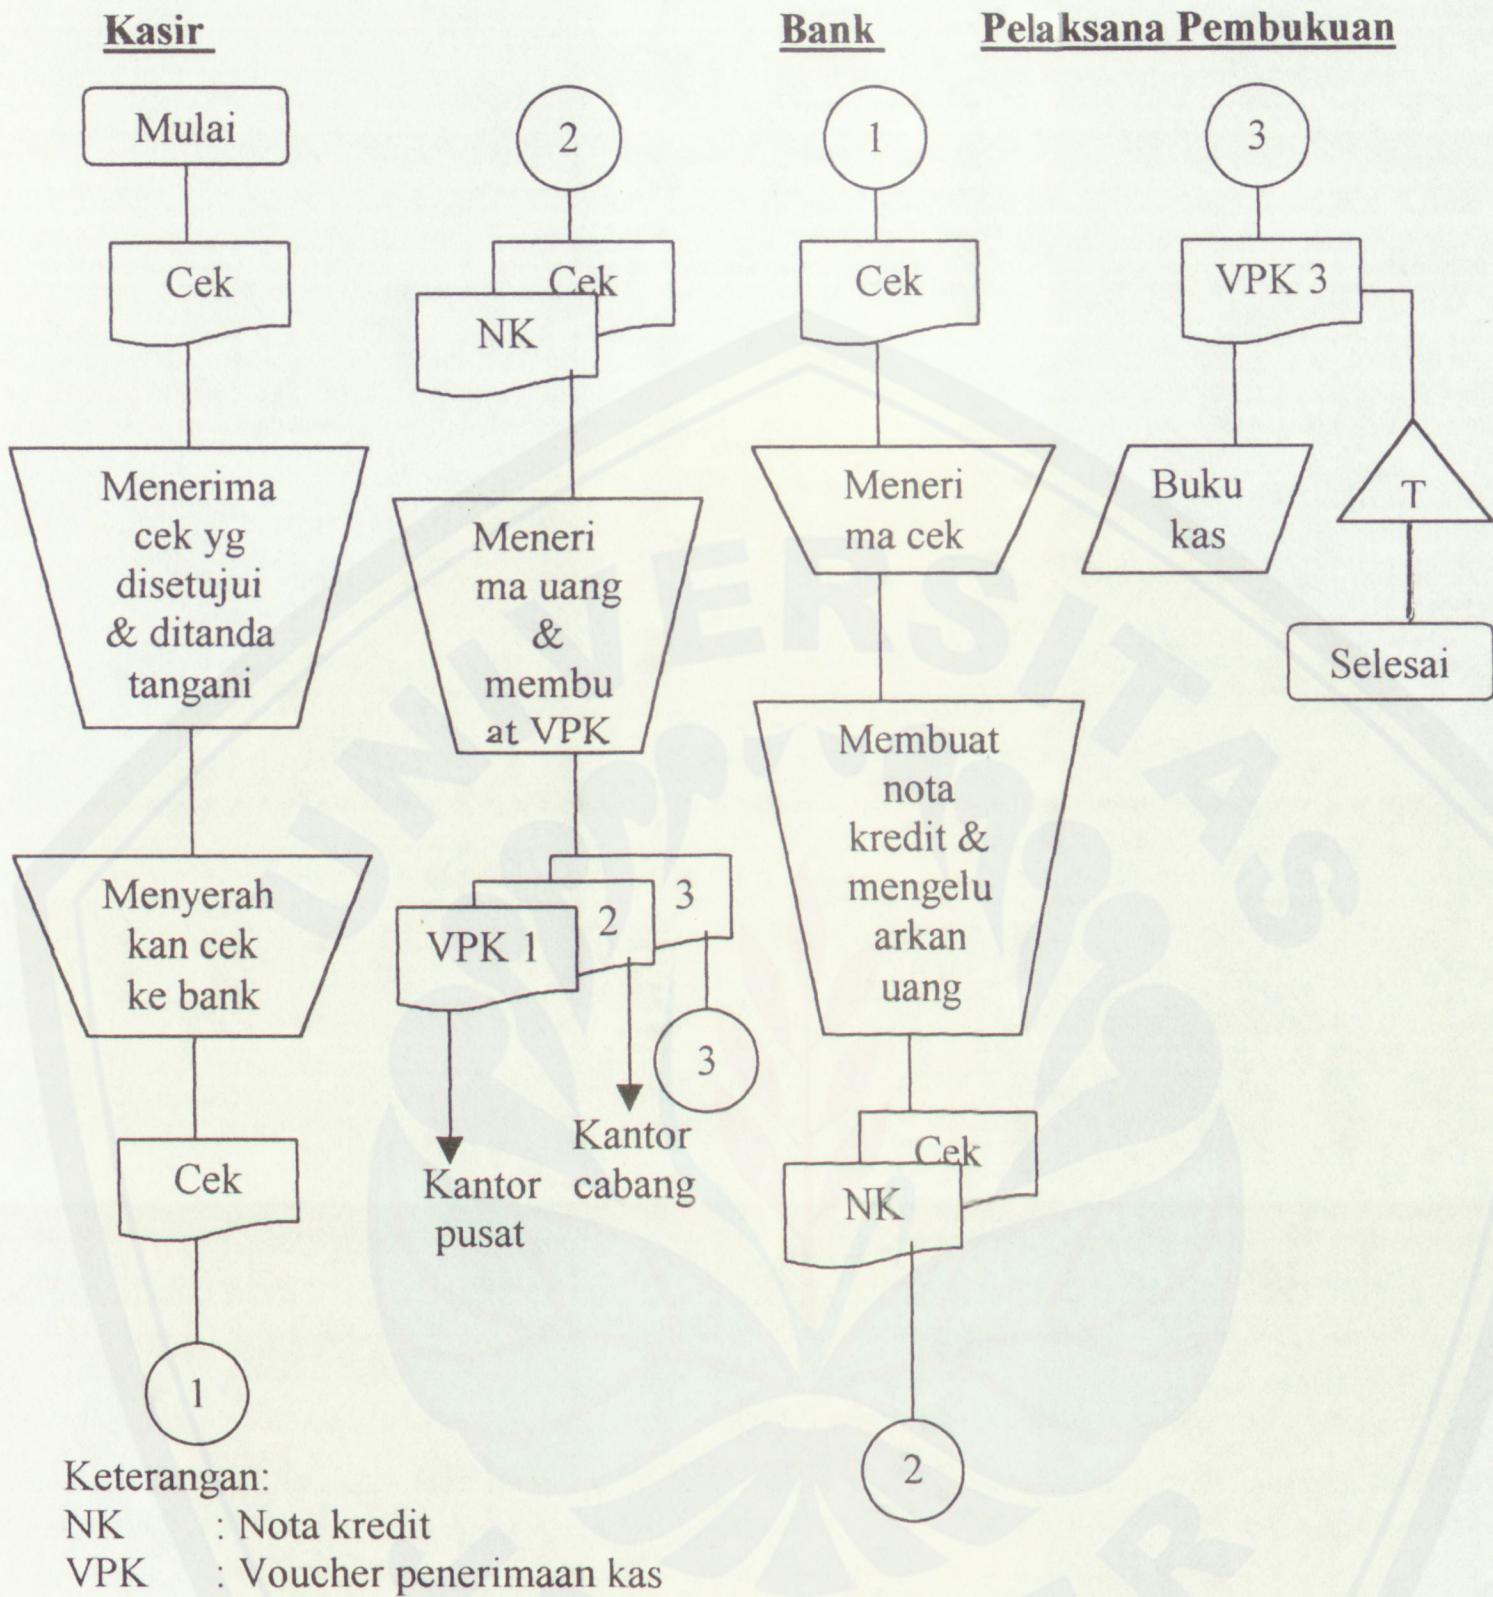 Kasir
Bank
Pelaksana Pembukuan
Mulai
Cek
Menerima
cek yg
disetujui
& ditanda
tangani
Menyerah
kan cek
ke bank
Cek
1
2
Cek
NK
Meneri
ma uang
&
membu
at VPK
VPK 1
2
3
3
Kantor
pusat
Kantor
cabang
1
Cek
Meneri
ma cek
Membuat
nota
kredit &
mengelu
arkan
uang
Cek
NK
2
3
VPK 3
Buku
kas
T
Selesai
Keterangan:
NK : Nota kredit
VPK : Voucher penerimaan kas
UNIVERSITAS